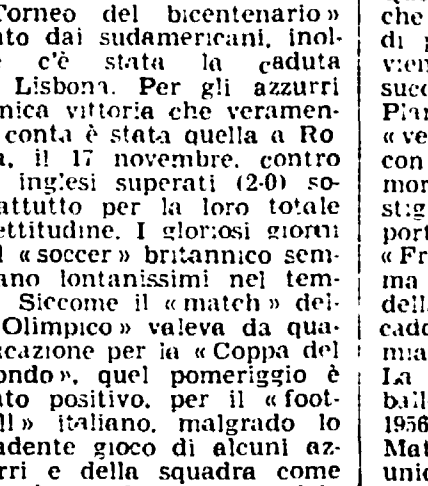 Torneo del bicentenario»
ato dai sudamericani, inol-
e c'è stata la caduta
Lisbona. Per gli azzurri
nica vittoria che veramen-
conta è stata quella a Ro
a, il 17 novembre, contro
inglesi superati (2-0) so-
attutto per la loro totale
ettitudine. I gloriosi giorni
l «soccer» britannico sem-
ano lontanissimi nel tem-
Siccome il «match» del-
Olimpico» valeva da qua-
icazione per la «Coppa del
ondo», quel pomeriggio è
ato positivo, per il «foot-
ll» italiano, malgrado lo
adente gioco di alcuni az-
rri e della squadra come
che
di p
vien
succ
Plan
«ve
con
mor
stig
port
«Fr
ma
dell
cadd
mia
La
ball
1956
Mat
unic